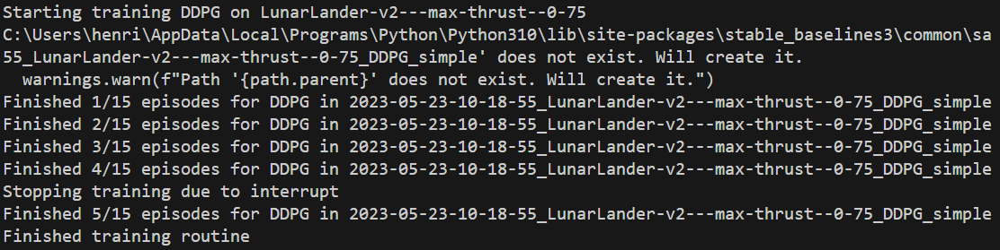 Starting training DDPG on LunarLander-v2---max-thrust--0-75
C:\Users\henri\AppData\Local\Programs\Python\Python310\lib\site-packages\stable_baselines3\common\sa
55_LunarLander-v2---max-thrust--0-75_DDPG_simple' does not exist. Will create it.
  warnings.warn(f"Path '{path.parent}' does not exist. Will create it.")
Finished 1/15 episodes for DDPG in 2023-05-23-10-18-55_LunarLander-v2---max-thrust--0-75_DDPG_simple
Finished 2/15 episodes for DDPG in 2023-05-23-10-18-55_LunarLander-v2---max-thrust--0-75_DDPG_simple
Finished 3/15 episodes for DDPG in 2023-05-23-10-18-55_LunarLander-v2---max-thrust--0-75_DDPG_simple
Finished 4/15 episodes for DDPG in 2023-05-23-10-18-55_LunarLander-v2---max-thrust--0-75_DDPG_simple
Stopping training due to interrupt
Finished 5/15 episodes for DDPG in 2023-05-23-10-18-55_LunarLander-v2---max-thrust--0-75_DDPG_simple
Finished training routine